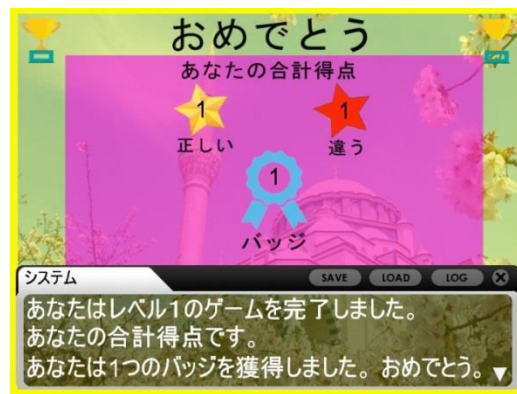 おめでとう
あなたの合計得点
1 1
正しい 違う
1
バッジ
システム SAVE LOAD LOG
あなたはレベル1のゲームを完了しました。
あなたの合計得点です。
あなたは1つのバッジを獲得しました。おめでとう。